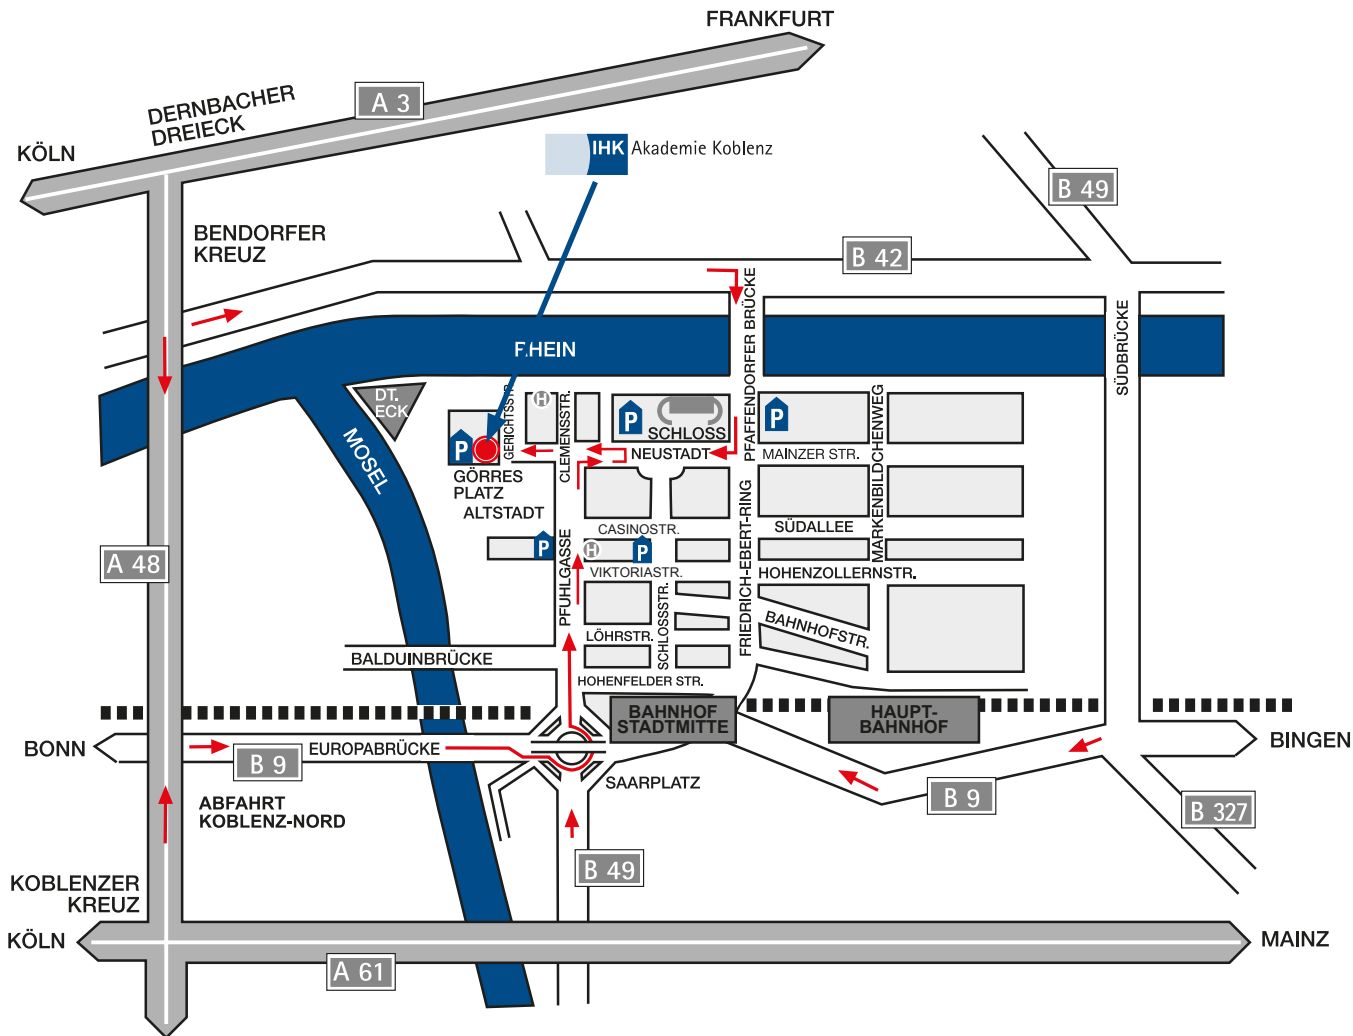 FRANKFURT
A 3
DERNBACHER
DREIECK
KÖLN
IHK Akademie Koblenz
B 49
BENDORFER
KREUZ
B 42
PFAFFENDORFER BRÜCKE
SÜDBRÜCKE
F.HEIN
DT.
ECK
MOSEL
GERICHTSSTR.
H
CLEMENSSTR.
P
SCHLOSS
P
P
NEUSTADT
MAINZER STR.
MARKENBILDCHENWEG
GÖRRES
PLATZ
ALTSTADT
CASINOSTR.
SÜDALLEE
P
H
P
PFUHLGASSE
VIKTORIASTR.
FRIEDRICH-EBERT-RING
HOHENZOLLERNSTR.
A 48
LÖHRSTR.
SCHLOSSSTR.
BAHNHOFSTR.
BALDUINBRÜCKE
HOHENFELDER STR.
BAHNHOF
STADTMITTE
HAUPT-
BAHNHOF
BONN
EUROPABRÜCKE
BINGEN
B 9
SAARPLATZ
B 9
B 327
ABFAHRT
KOBLENZ-NORD
B 49
KOBLENZER
KREUZ
KÖLN
MAINZ
A 61